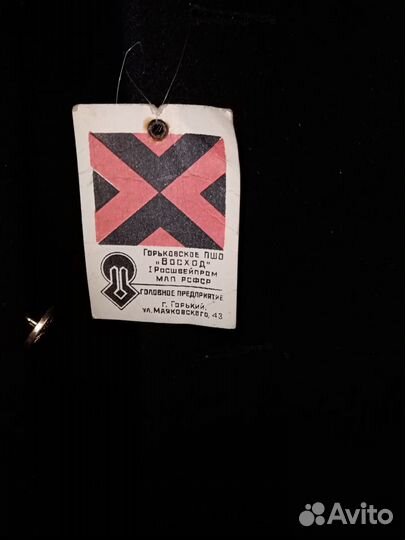 Горьковское ПШО
„Восход"
I Росшвейпром
МЛП РСФСР
Головное предприятие
г. Горький,
ул. Маяковского, 43
Avito